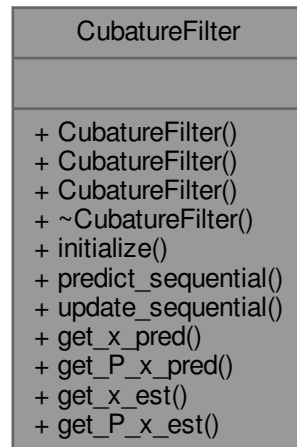 CubatureFilter
+ CubatureFilter()
+ CubatureFilter()
+ CubatureFilter()
+ ~CubatureFilter()
+ initialize()
+ predict_sequential()
+ update_sequential()
+ get_x_pred()
+ get_P_x_pred()
+ get_x_est()
+ get_P_x_est()